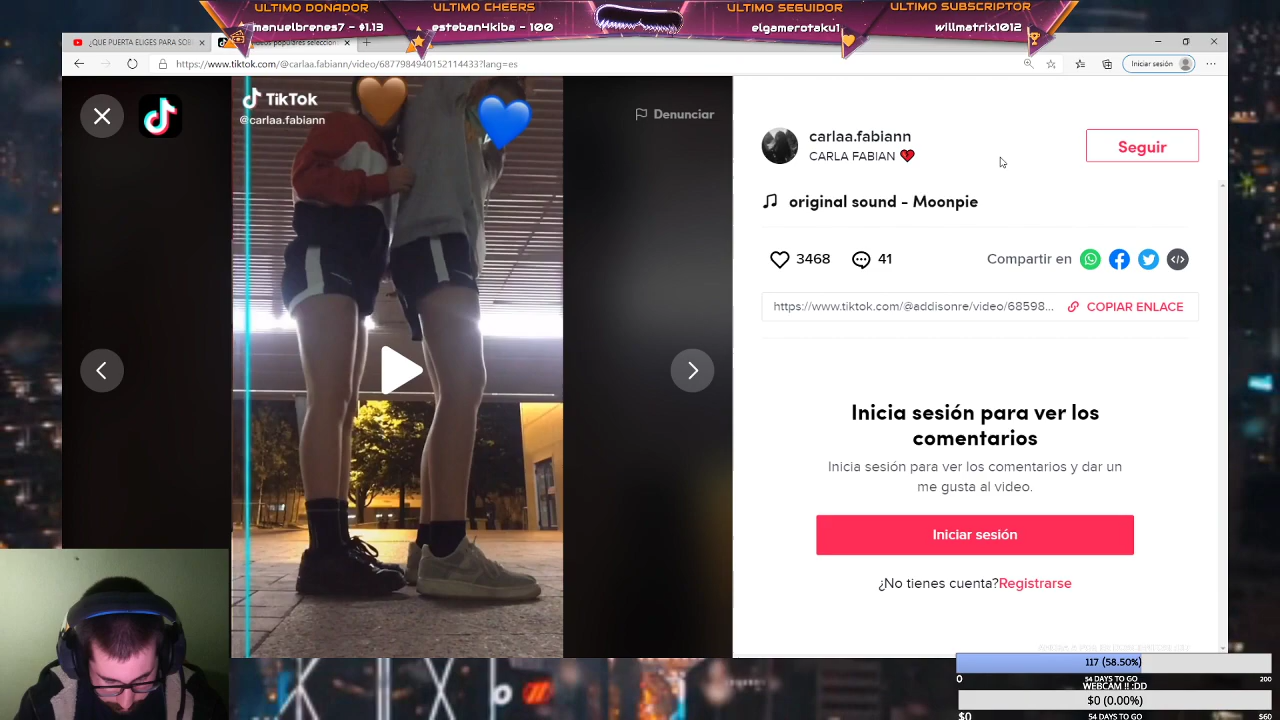 ULTIMO DONADOR
manuelbrenes7 - $1.13
ULTIMO CHEERS
esteban4kiba - 100
ULTIMO SEGUIDOR
elgamerotaku1
ULTIMO SUBSCRIPTOR
willmatrix1012
¿QUE PUERTA ELIGES PARA SOB
https://www.tiktok.com/@carlaa.fabiann/video/6877984940152114433?lang=es
Iniciar sesión
TikTok
@carlaa.fabiann
Denunciar
carlaa.fabiann
CARLA FABIAN
Seguir
original sound - Moonpie
3468
41
Compartir en
https://www.tiktok.com/@addisonre/video/68598...
COPIAR ENLACE
Inicia sesión para ver los
comentarios
Inicia sesión para ver los comentarios y dar un
me gusta al video.
Iniciar sesión
¿No tienes cuenta?Registrarse
117 (58.50%)
0
54 DAYS TO GO
200
WEBCAM !! :DD
$0 (0.00%)
$0
54 DAYS TO GO
$60